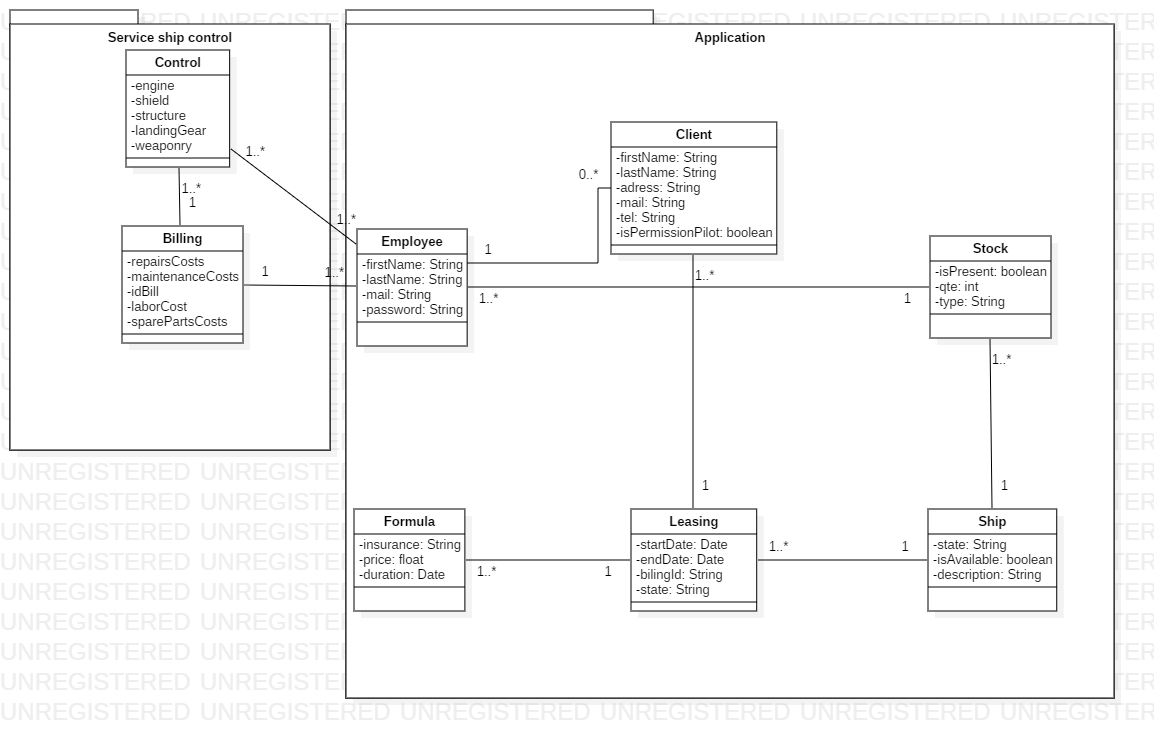 Service ship control
Control
-engine
-shield
-structure
-landingGear
-weaponry
1..*
1..*
1
1..*
Billing
-repairsCosts
-maintenanceCosts
-idBill
-laborCost
-sparePartsCosts
1
1..*
Application
Client
-firstName: String
-lastName: String
-adress: String
-mail: String
-tel: String
-isPermissionPilot: boolean
0..*
1
1..*
Employee
-firstName: String
-lastName: String
-mail: String
-password: String
1..*
1
Stock
-isPresent: boolean
-qte: int
-type: String
1..*
1
1
Formula
-insurance: String
-price: float
-duration: Date
1..*
1
Leasing
-startDate: Date
-endDate: Date
-bilingId: String
-state: String
1..*
1
Ship
-state: String
-isAvailable: boolean
-description: String
UNREGISTERED UNREGISTERED UNREGISTERED UNREGISTERED UNREGISTERED